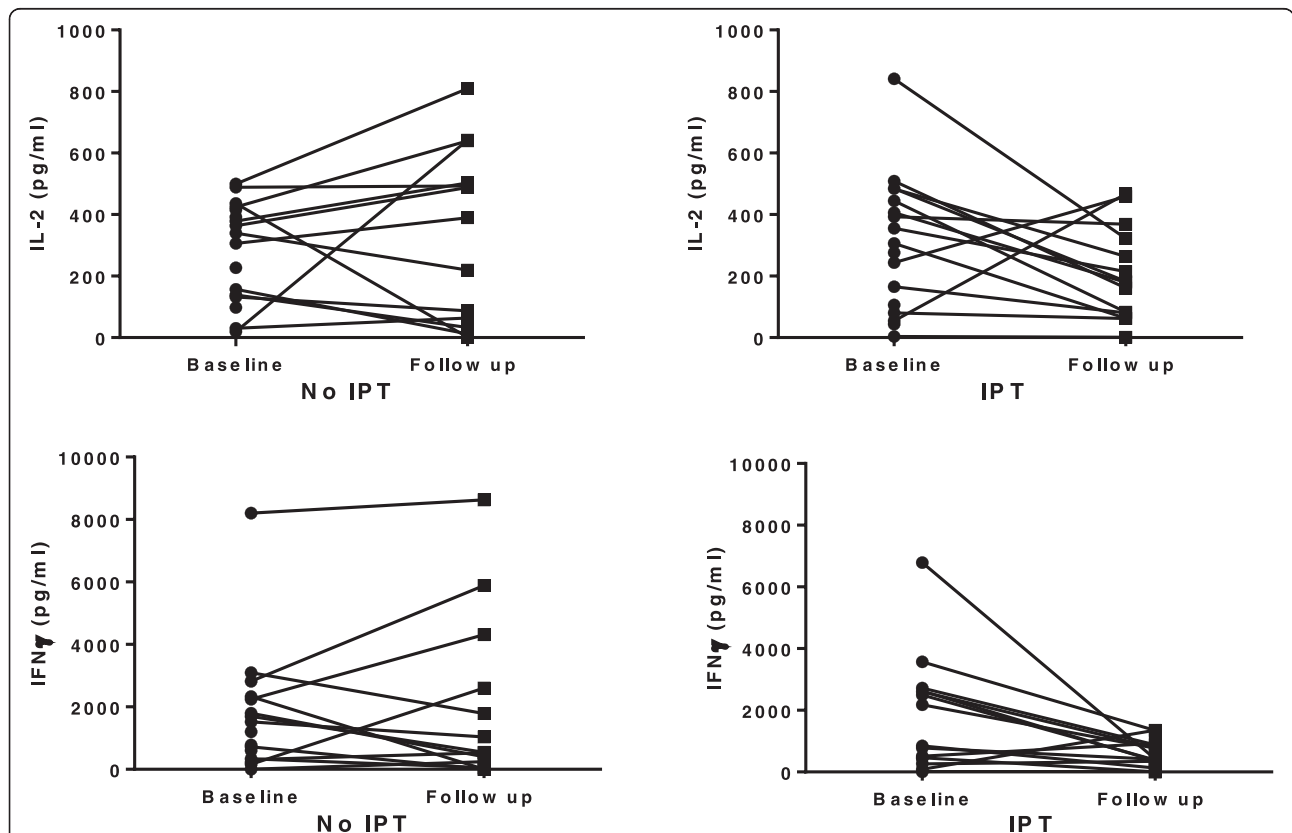 IL-2 (pg/ml)
1000
800
600
400
200
0
Baseline
Follow up
No IPT
IL-2 (pg/ml)
1000
800
600
400
200
0
Baseline
Follow up
IPT
IFNγ (pg/ml)
10000
8000
6000
4000
2000
0
Baseline
Follow up
No IPT
IFNγ (pg/ml)
10000
8000
6000
4000
2000
0
Baseline
Follow up
IPT